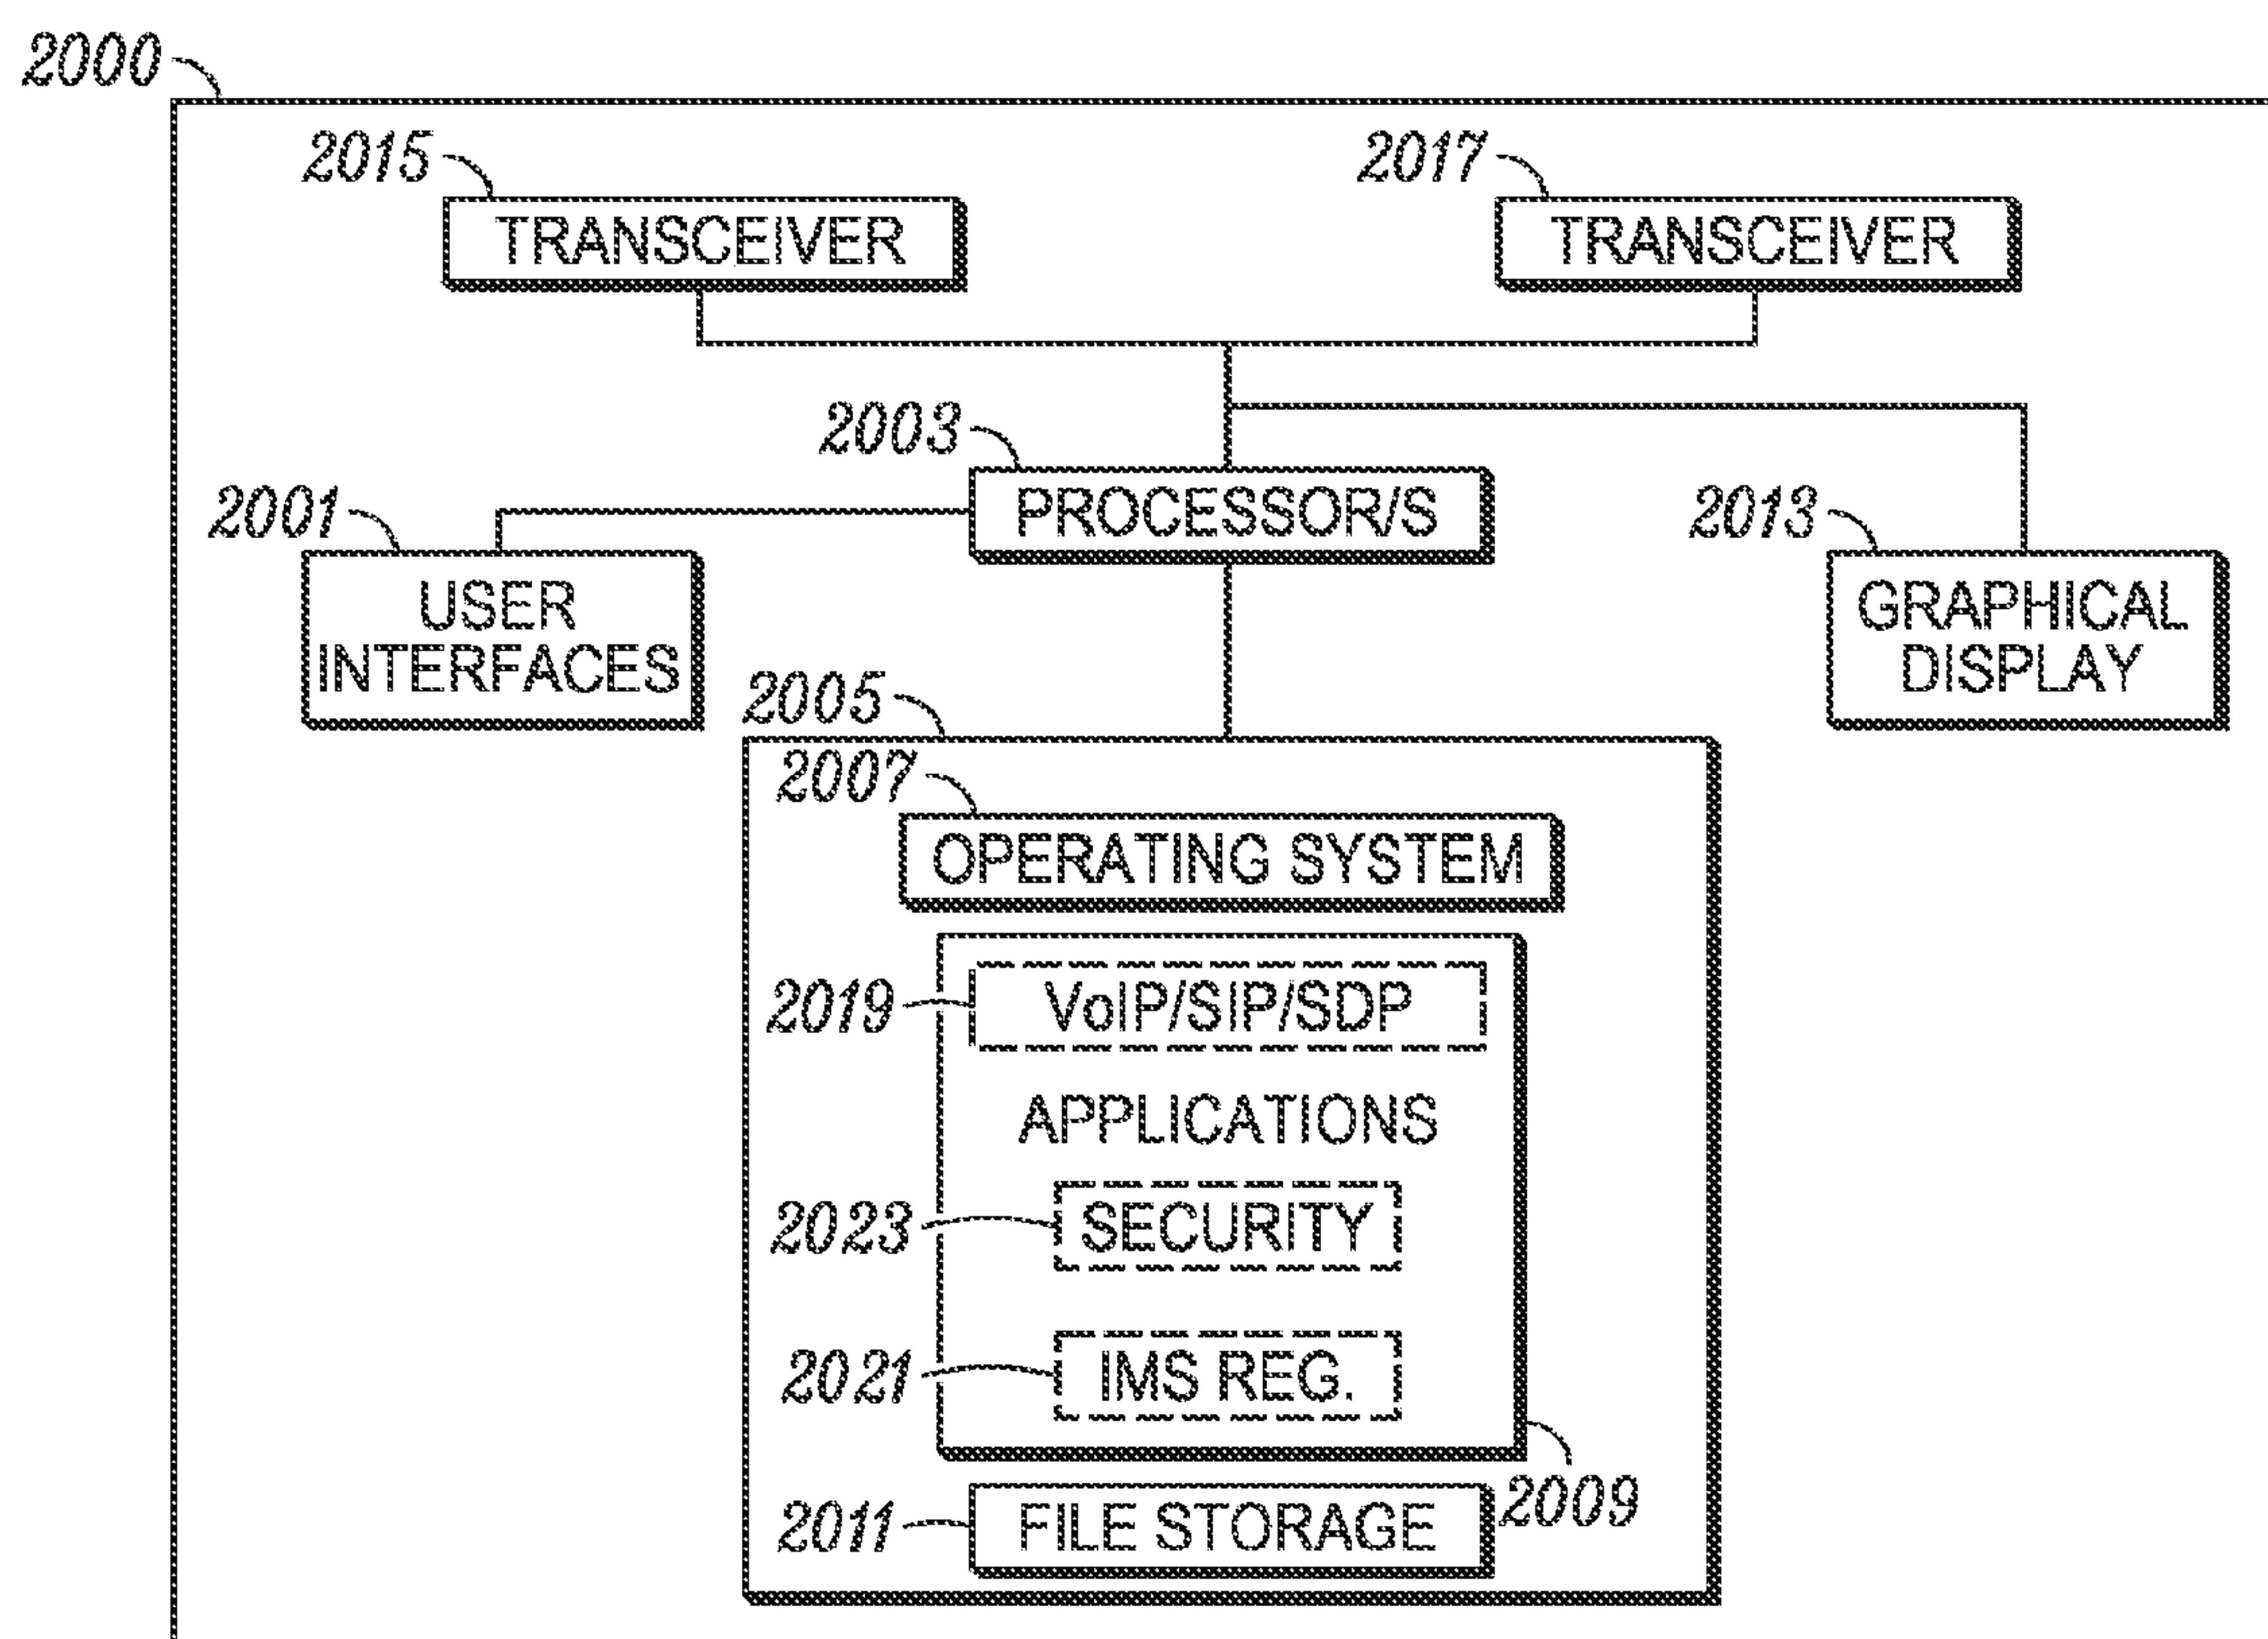 2000
2015
2017
TRANSCEIVER
TRANSCEIVER
2003
PROCESSOR/S
2001
2013
USER
INTERFACES
GRAPHICAL
DISPLAY
2005
2007
OPERATING SYSTEM
2019
VoIP/SIP/SDP
APPLICATIONS
2023
SECURITY
2021
IMS REG.
2009
2011
FILE STORAGE